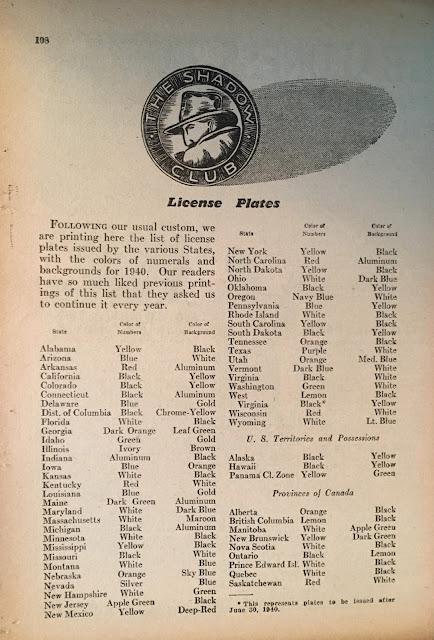 198
THE SHADOW
CLUB
License Plates
FOLLOWING our usual custom, we
are printing here the list of license
plates issued by the various States,
with the colors of numerals and
backgrounds for 1940. Our readers
have so much liked previous print-
ings of this list that they asked us
to continue it every year.
Color of Color of
State Numbers Background
Alabama Yellow Black
Arizona Blue White
Arkansas Red Aluminum
California Black Yellow
Colorado Black Yellow
Connecticut Black Aluminum
Delaware Blue Gold
Dist. of Columbia Black Chrome-Yellow
Florida White Black
Georgia Dark Orange Leaf Green
Idaho Green Gold
Illinois Ivory Brown
Indiana Aluminum Black
Iowa Blue Orange
Kansas White Black
Kentucky Red White
Louisiana Blue Gold
Maine Dark Green Aluminum
Maryland White Dark Blue
Massachusetts White Maroon
Michigan Black Aluminum
Minnesota White Black
Mississippi Yellow Black
Missouri Black White
Montana White Blue
Nebraska Orange Sky Blue
Nevada Silver Blue
New Hampshire White Green
New Jersey Apple Green Black
New Mexico Yellow Deep-Red
Color of Color of
State Numbers Background
New York Yellow Black
North Carolina Red Aluminum
North Dakota Yellow Black
Ohio White Dark Blue
Oklahoma Black Yellow
Oregon Navy Blue White
Pennsylvania Blue Yellow
Rhode Island White Black
South Carolina Yellow Black
South Dakota Black Yellow
Tennessee Orange Black
Texas Purple White
Utah Orange Med. Blue
Vermont Dark Blue White
Virginia Black White
Washington Green White
West Lemon Black
Virginia Black* Yellow
Wisconsin Red White
Wyoming White Lt. Blue
U. S. Territories and Possessions
Alaska Black Yellow
Hawaii Black Yellow
Panama Cl. Zone Yellow Green
Provinces of Canada
Alberta Orange Black
British Columbia Lemon Black
Manitoba White Apple Green
New Brunswick Yellow Dark Green
Nova Scotia White Black
Ontario Black Lemon
Prince Edward Isl. White Black
Quebec White Black
Saskatchewan Red White
* This represents plates to be issued after
June 30, 1940.